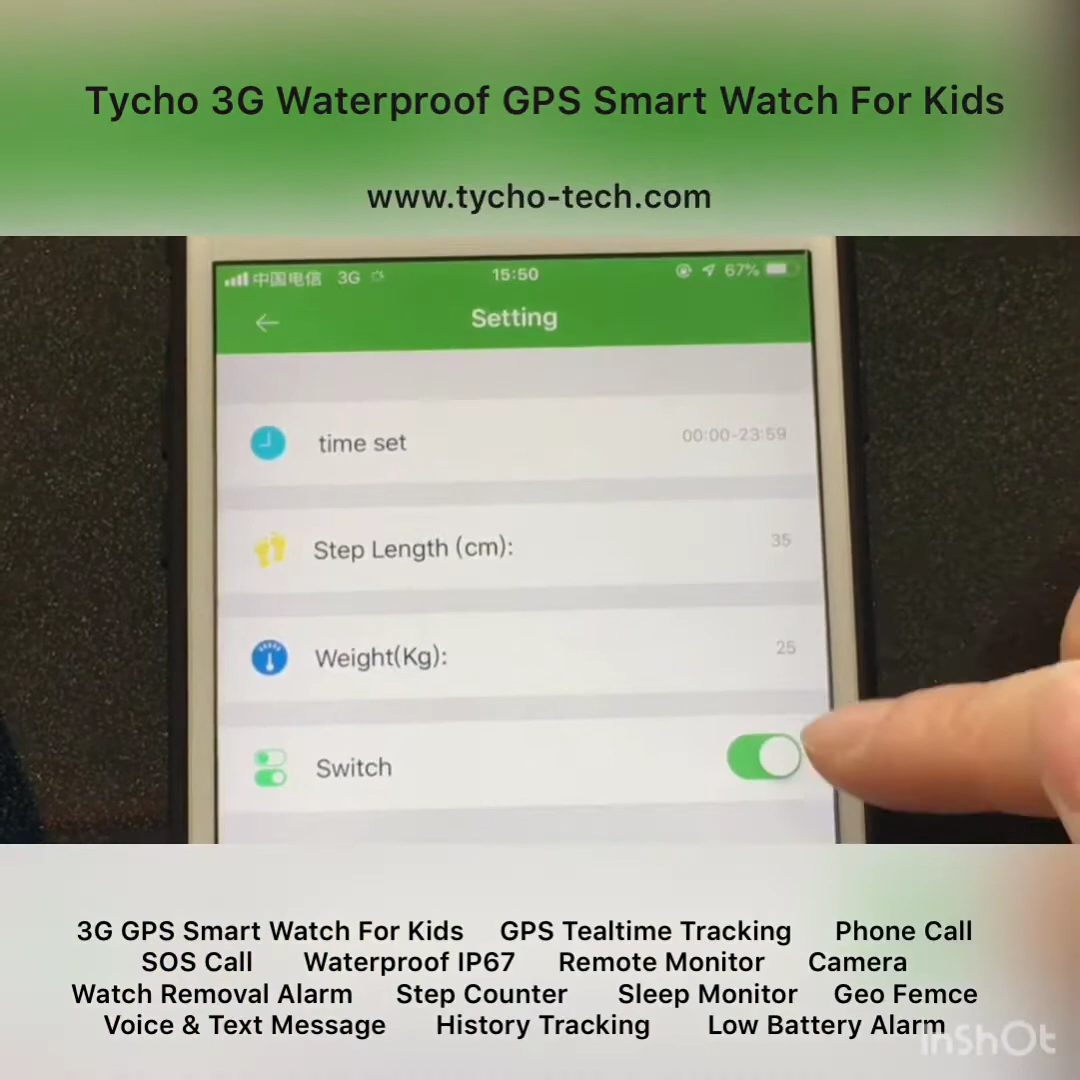 Tycho 3G Waterproof GPS Smart Watch For Kids
www.tycho-tech.com
中国电信 3G 15:50 67%
Setting
time set 00:00-23:59
Step Length (cm): 35
Weight(Kg): 25
Switch
3G GPS Smart Watch For Kids GPS Tealtime Tracking Phone Call
SOS Call Waterproof IP67 Remote Monitor Camera
Watch Removal Alarm Step Counter Sleep Monitor Geo Femce
Voice & Text Message History Tracking Low Battery Alarm
InShOt